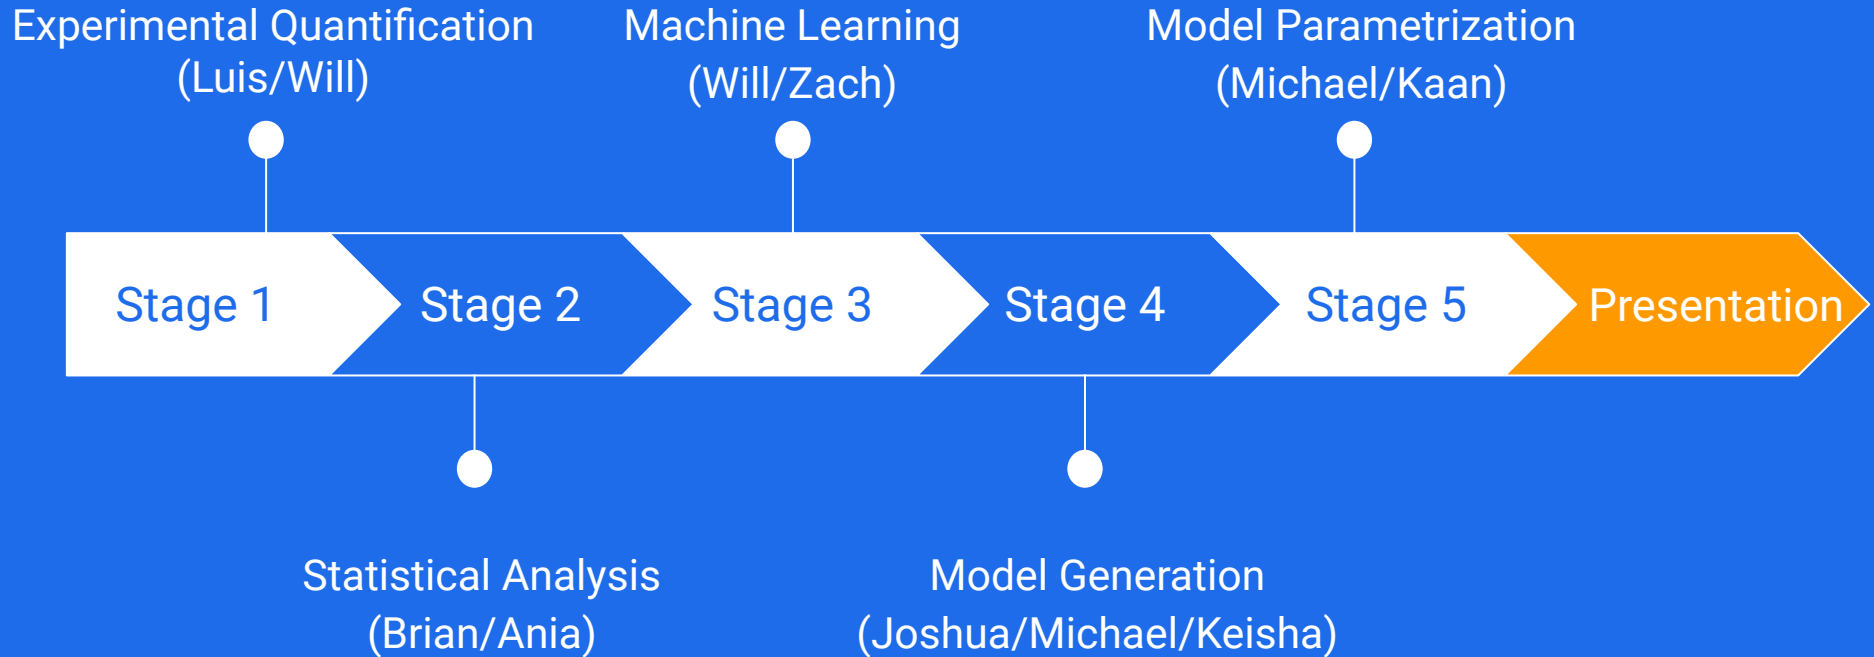 Experimental Quantification
(Luis/Will)
Machine Learning
(Will/Zach)
Model Parametrization
(Michael/Kaan)
Stage 1
Stage 2
Stage 3
Stage 4
Stage 5
Presentation
Statistical Analysis
(Brian/Ania)
Model Generation
(Joshua/Michael/Keisha)